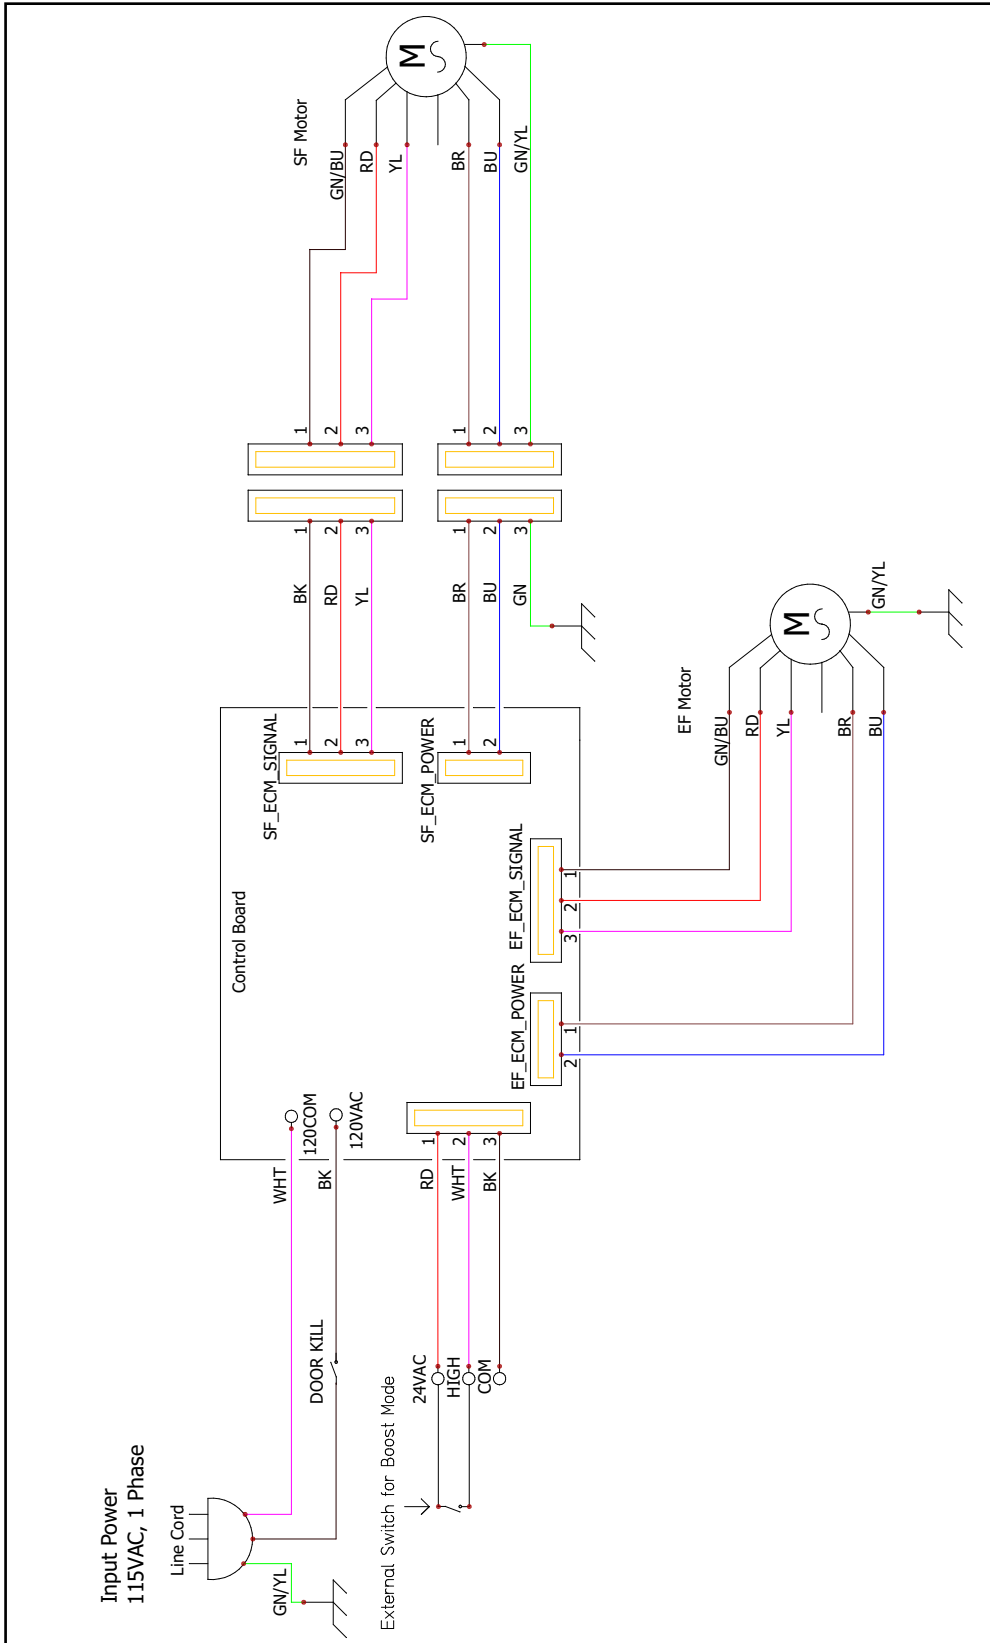 Input Power
115VAC, 1 Phase
Line Cord
GN/YL
WHT
BK
DOOR KILL
120COM
120VAC
External Switch for Boost Mode
24VAC
HIGH
COM
RD
WHT
BK
1
2
3
Control Board
SF_ECM_SIGNAL
1
2
3
SF_ECM_POWER
1
2
EF_ECM_SIGNAL
1
2
3
EF_ECM_POWER
1
2
BK
RD
YL
BR
BU
GN
1
2
3
1
2
3
1
2
3
1
2
3
SF Motor
GN/BU
RD
YL
BR
BU
GN/YL
M
EF Motor
GN/BU
RD
YL
BR
BU
GN/YL
M